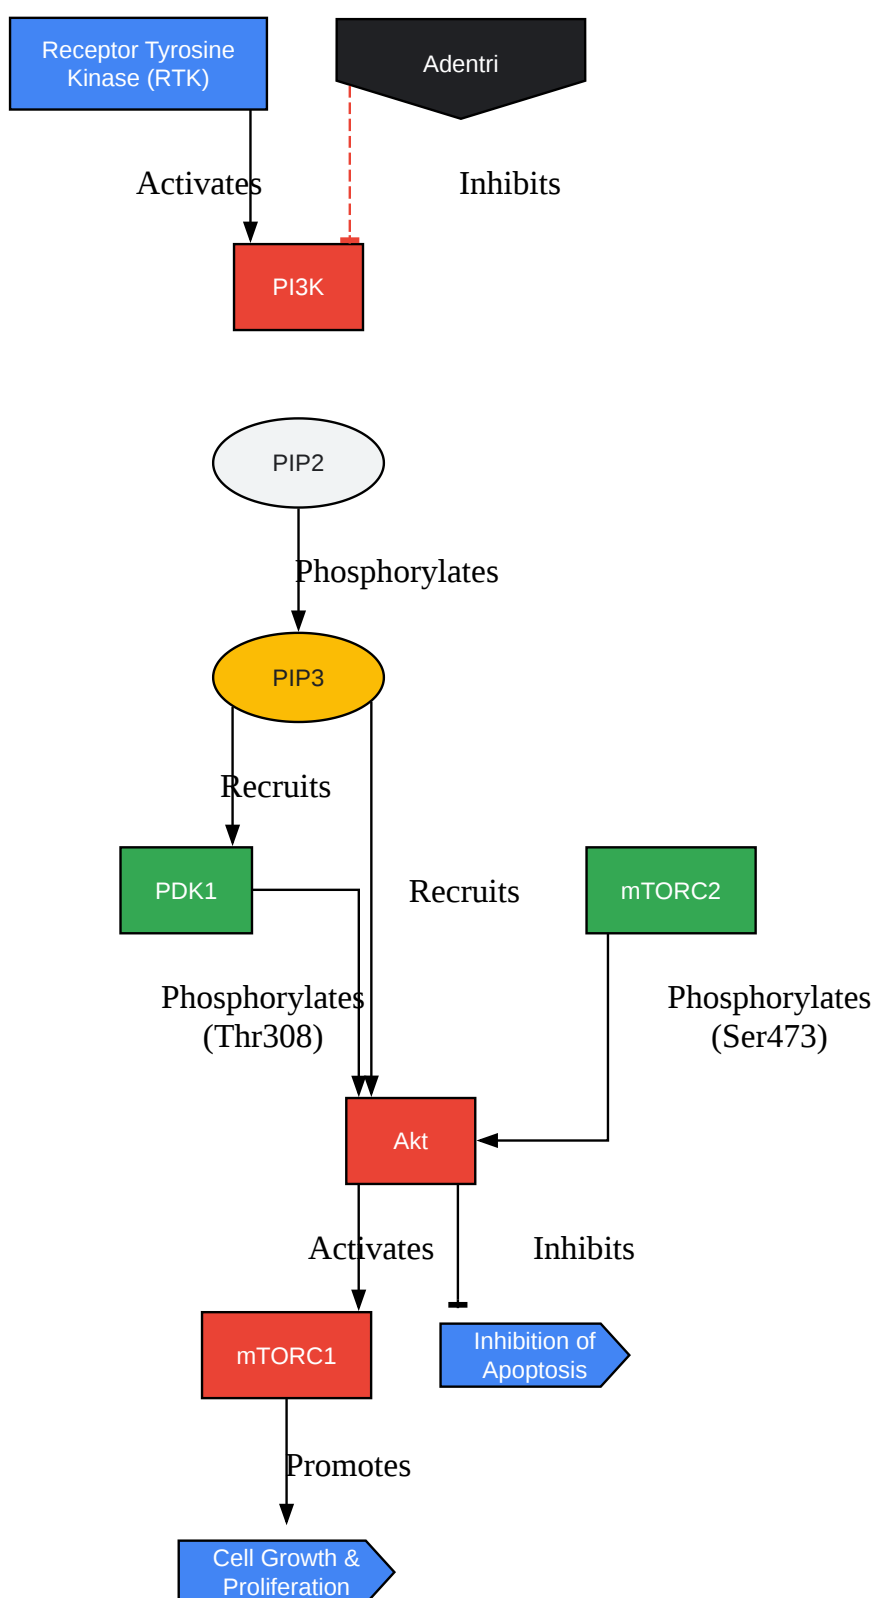 Receptor Tyrosine
Kinase (RTK)
Adentri
Activates
Inhibits
PI3K
PIP2
Phosphorylates
PIP3
Recruits
PDK1
Recruits
mTORC2
Phosphorylates
(Thr308)
Phosphorylates
(Ser473)
Akt
Activates
Inhibits
mTORC1
Inhibition of
Apoptosis
Promotes
Cell Growth &
Proliferation